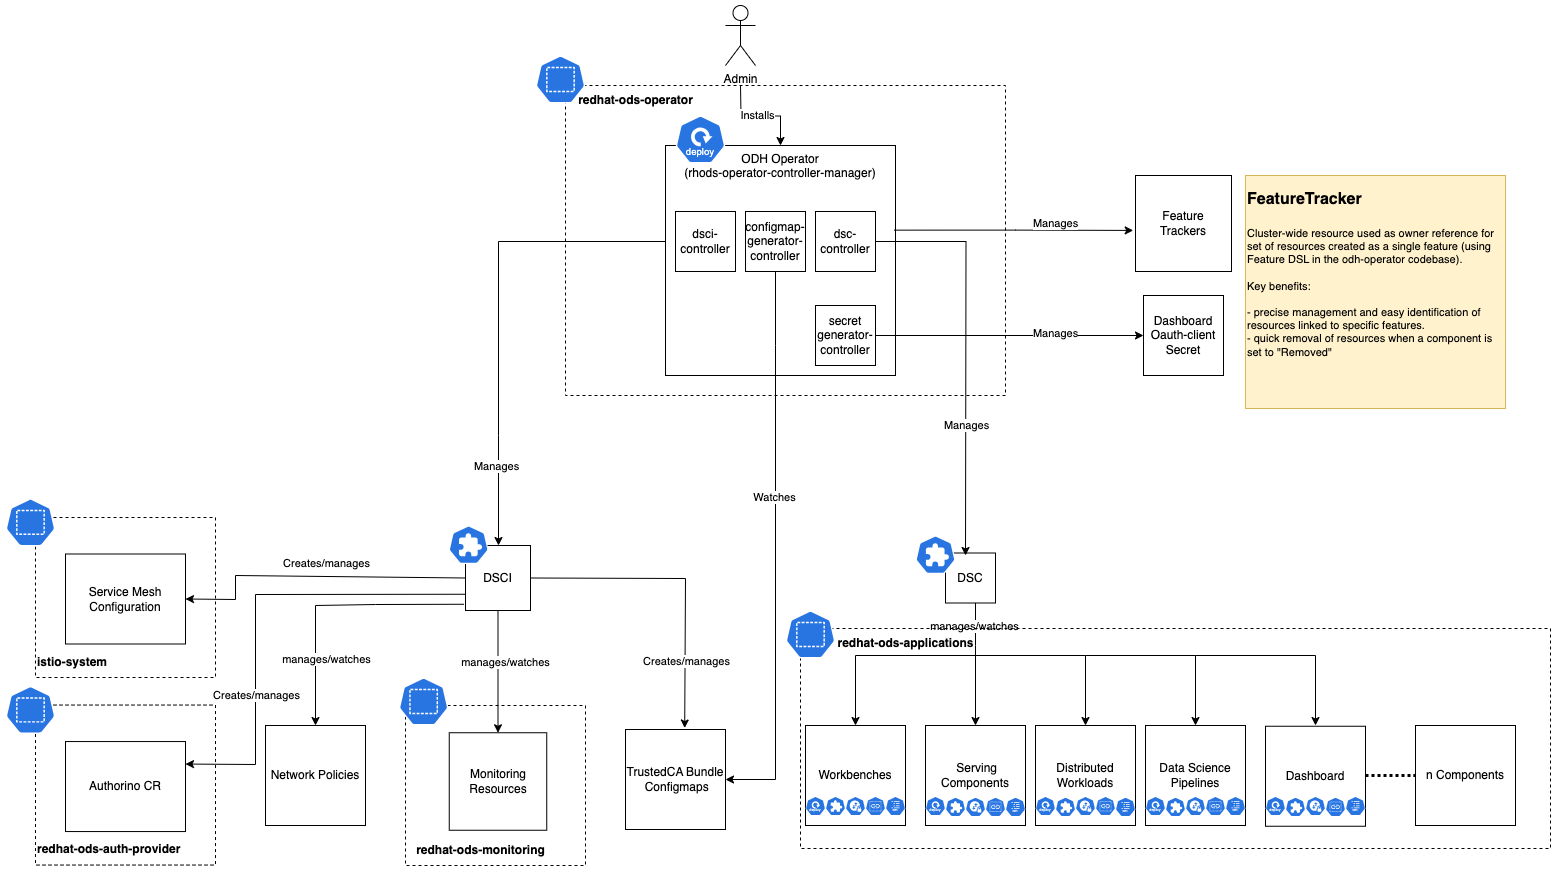 Admin
redhat-ods-operator
Installs
deploy
ODH Operator
(rhods-operator-controller-manager)
dsci-
controller
configmap-
generator-
controller
dsc-
controller
secret
generator-
controller
Manages
Feature
Trackers
Manages
Dashboard
Oauth-client
Secret
FeatureTracker
Cluster-wide resource used as owner reference for
set of resources created as a single feature (using
Feature DSL in the odh-operator codebase).
Key benefits:
- precise management and easy identification of
resources linked to specific features.
- quick removal of resources when a component is
set to "Removed"
Manages
Manages
Watches
DSCI
DSC
Creates/manages
Service Mesh
Configuration
istio-system
manages/watches
manages/watches
Creates/manages
Creates/manages
manages/watches
redhat-ods-applications
Authorino CR
redhat-ods-auth-provider
Network Policies
Monitoring
Resources
redhat-ods-monitoring
TrustedCA Bundle
Configmaps
Workbenches
Serving
Components
Distributed
Workloads
Data Science
Pipelines
Dashboard
n Components